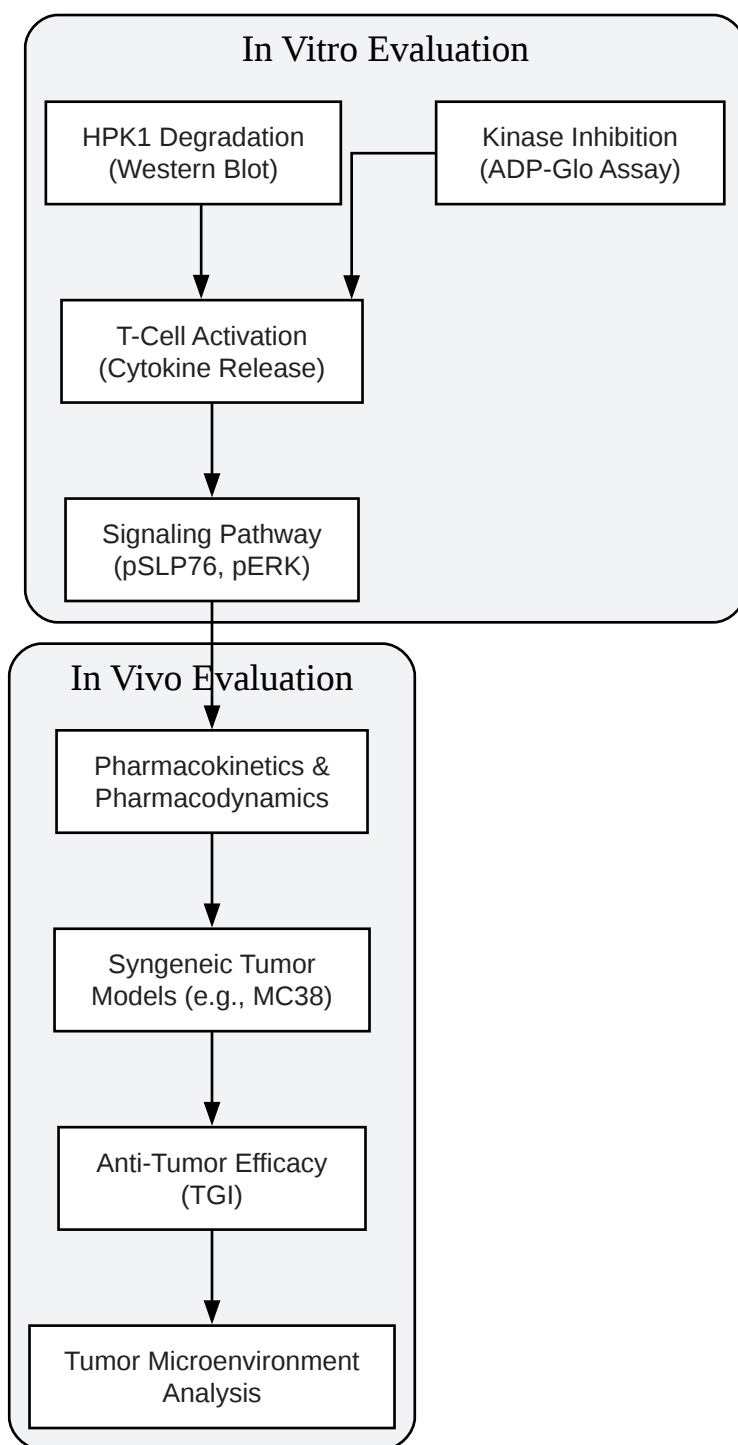 In Vitro Evaluation
HPK1 Degradation
(Western Blot)
Kinase Inhibition
(ADP-Glo Assay)
T-Cell Activation
(Cytokine Release)
Signaling Pathway
(pSLP76, pERK)
In Vivo Evaluation
Pharmacokinetics &
Pharmacodynamics
Syngeneic Tumor
Models (e.g., MC38)
Anti-Tumor Efficacy
(TGI)
Tumor Microenvironment
Analysis